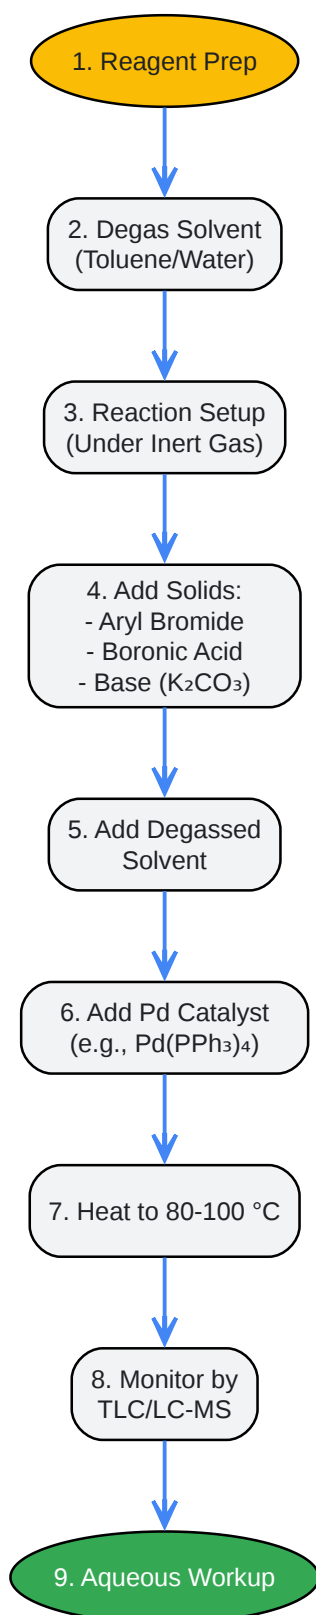 1. Reagent Prep
2. Degas Solvent
(Toluene/Water)
3. Reaction Setup
(Under Inert Gas)
4. Add Solids:
- Aryl Bromide
- Boronic Acid
- Base (K₂CO₃)
5. Add Degassed
Solvent
6. Add Pd Catalyst
(e.g., Pd(PPh₃)₄)
7. Heat to 80-100 °C
8. Monitor by
TLC/LC-MS
9. Aqueous Workup